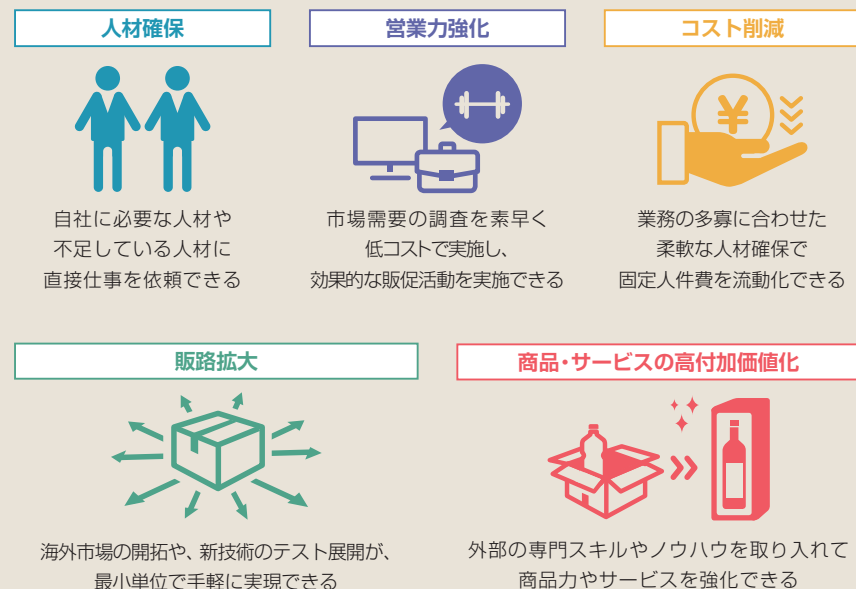 人材確保
自社に必要な人材や
不足している人材に
直接仕事を依頼できる
営業力強化
市場需要の調査を素早く
低コストで実施し、
効果的な販促活動を実施できる
コスト削減
¥
業務の多寡に合わせた
柔軟な人材確保で
固定人件費を流動化できる
販路拡大
海外市場の開拓や、新技術のテスト展開が、
最小単位で手軽に実現できる
商品・サービスの高付加価値化
外部の専門スキルやノウハウを取り入れて
商品力やサービスを強化できる